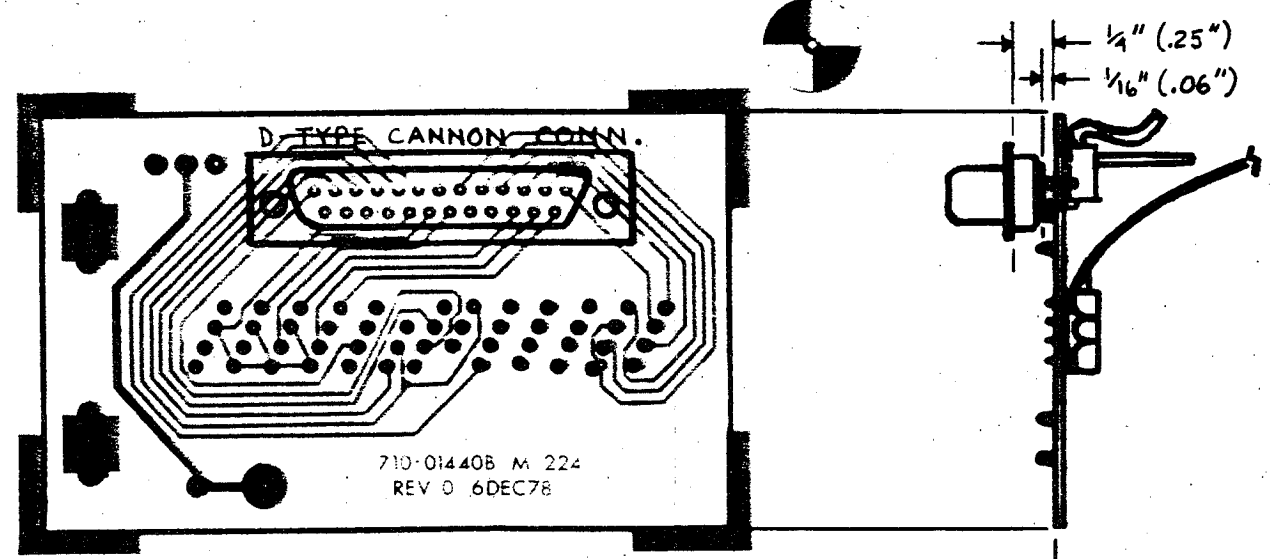 1/4" (.25")
1/16" (.06")
D-TYPE CANNON CONN.
710-01440B M 224
REV 0 6DEC78